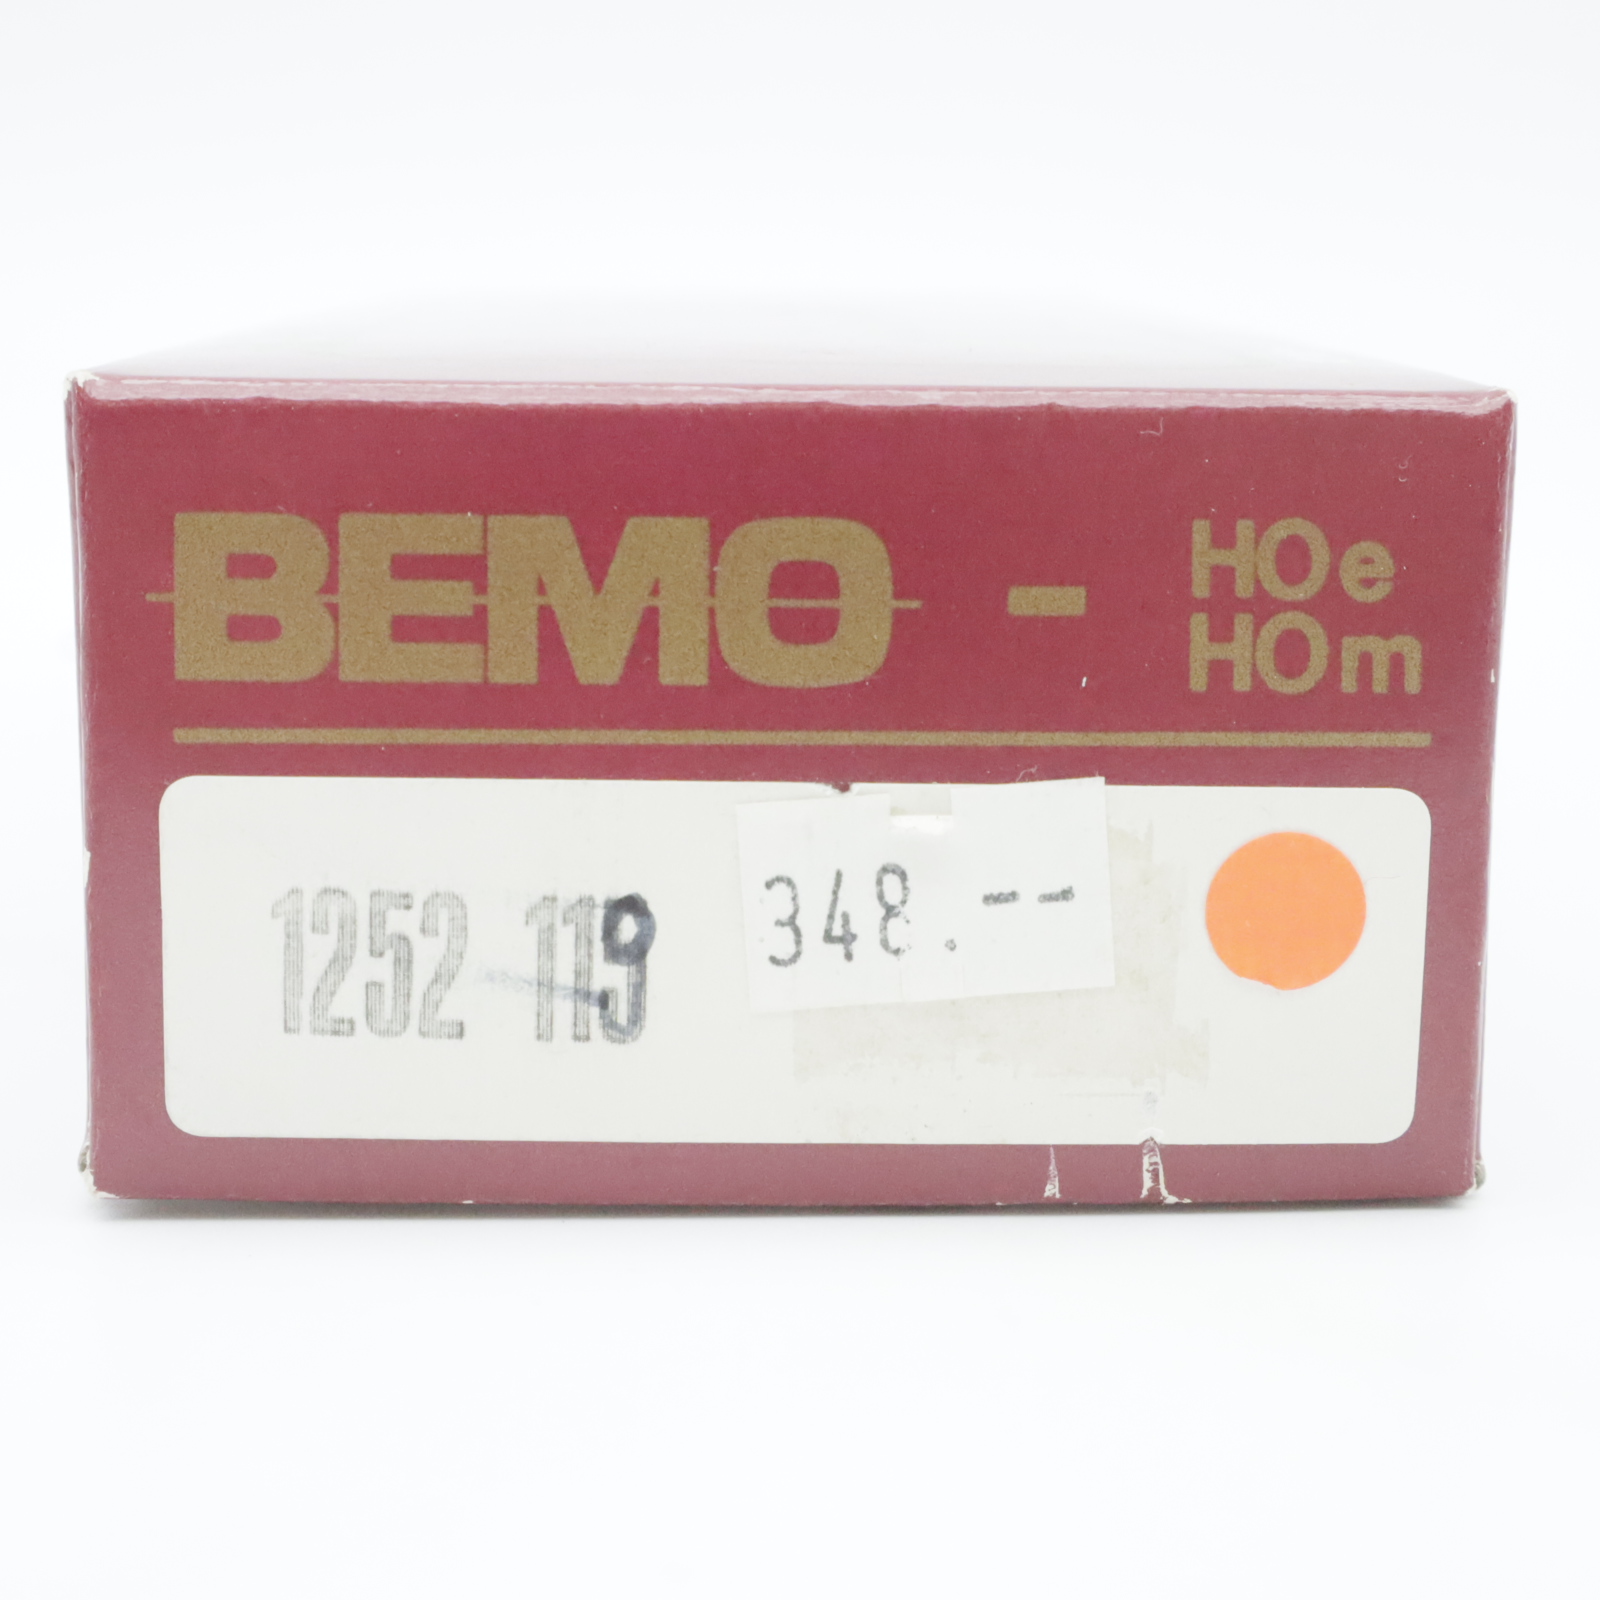 BEMO - HOe
HOm
1252 119
348.--